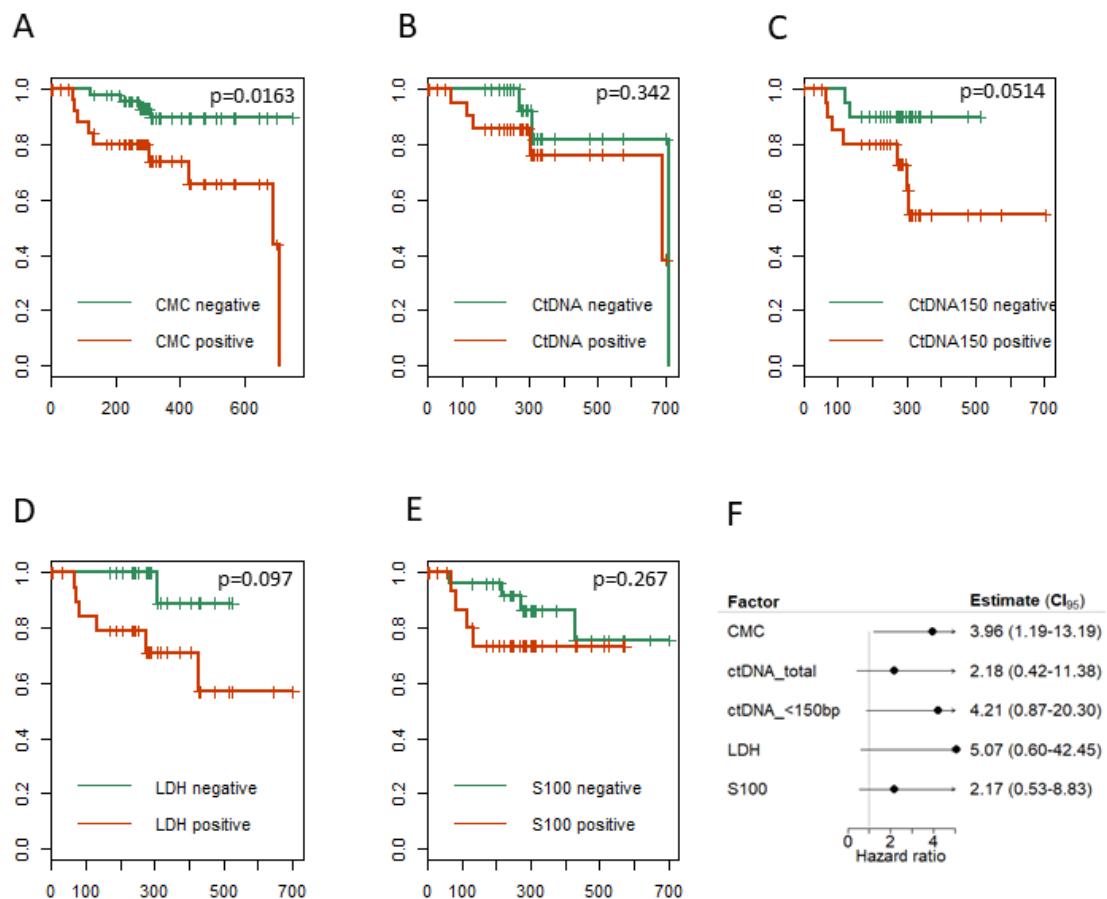 A
B
C
p=0.0163
p=0.342
p=0.0514
1.0
0.8
0.6
0.4
0.2
0.0
CMC negative
CMC positive
0 200 400 600
1.0
0.8
0.6
0.4
0.2
0.0
CtDNA negative
CtDNA positive
0 100 300 500 700
1.0
0.8
0.6
0.4
0.2
0.0
CtDNA150 negative
CtDNA150 positive
0 100 300 500 700
D
E
F
p=0.097
p=0.267
1.0
0.8
0.6
0.4
0.2
0.0
LDH negative
LDH positive
0 100 300 500 700
1.0
0.8
0.6
0.4
0.2
0.0
S100 negative
S100 positive
0 100 300 500 700
Factor Estimate (CI95)
CMC 3.96 (1.19-13.19)
ctDNA_total 2.18 (0.42-11.38)
ctDNA_<150bp 4.21 (0.87-20.30)
LDH 5.07 (0.60-42.45)
S100 2.17 (0.53-8.83)
0 2 4
Hazard ratio